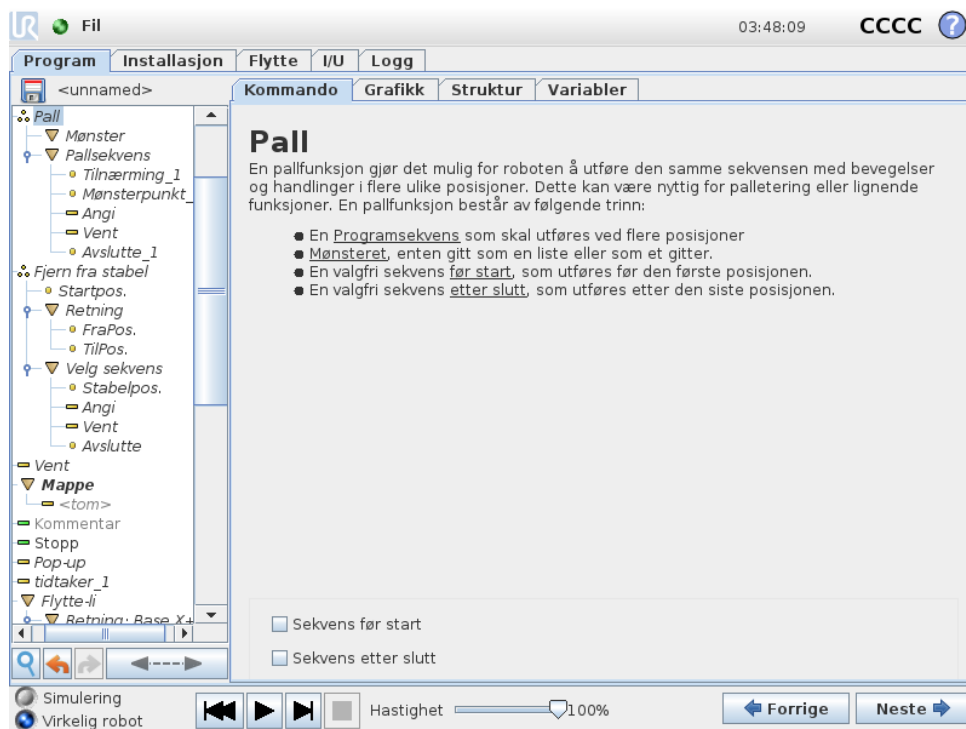 UR Fil 03:48:09 CCCC ?
Program Installasjon Flytte I/U Logg
<unnamed>
Kommando Grafikk Struktur Variabler
Pall
Mønster
Pallsekvens
Tilnærming_1
Mønsterpunkt_
Angi
Vent
Avslutte_1
Fjern fra stabel
Startpos.
Retning
FraPos.
TilPos.
Velg sekvens
Stabelpos.
Angi
Vent
Avslutte
Vent
Mappe
<tom>
Kommentar
Stopp
Pop-up
tidtaker_1
Flytte-li
Retning: Base X+
Pall
En pallfunksjon gjør det mulig for roboten å utføre den samme sekvensen med bevegelser
og handlinger i flere ulike posisjoner. Dette kan være nyttig for palletering eller lignende
funksjoner. En pallfunksjon består av følgende trinn:
● En Programsekvens som skal utføres ved flere posisjoner
● Mønsteret, enten gitt som en liste eller som et gitter.
● En valgfri sekvens før start, som utføres før den første posisjonen.
● En valgfri sekvens etter slutt, som utføres etter den siste posisjonen.
Sekvens før start
Sekvens etter slutt
Simulering
Virkelig robot
Hastighet 100%
Forrige Neste